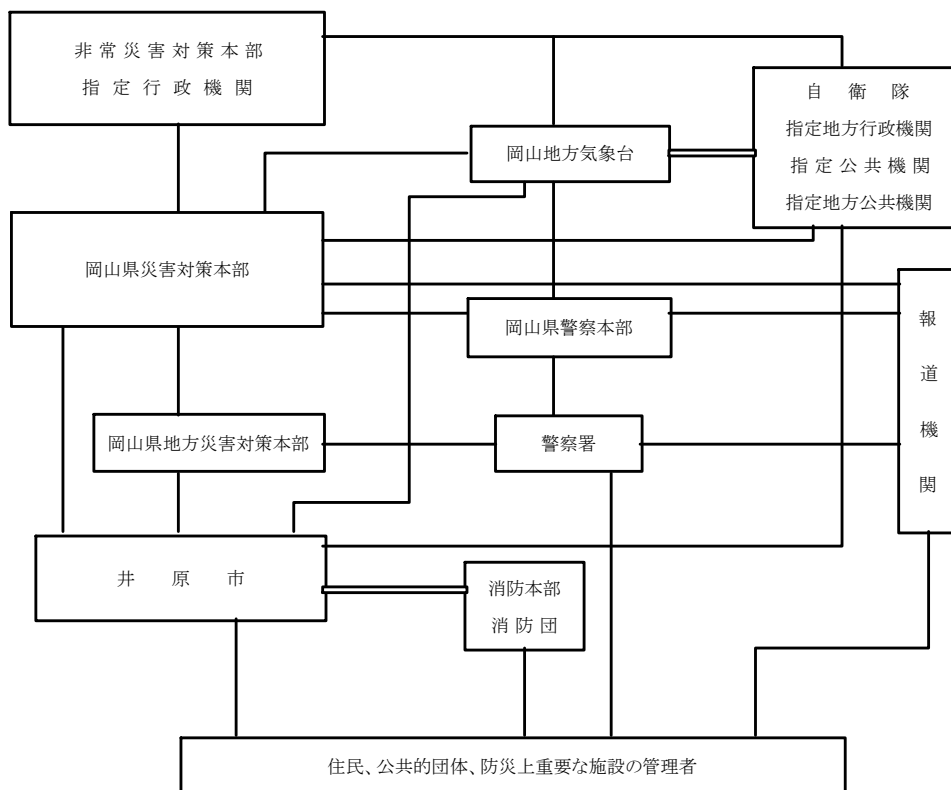 非常災害対策本部
指定行政機関
自衛隊
指定地方行政機関
指定公共機関
指定地方公共機関
岡山地方気象台
岡山県災害対策本部
岡山県警察本部
報道機関
岡山県地方災害対策本部
警察署
井原市
消防本部
消防団
住民、公共的団体、防災上重要な施設の管理者